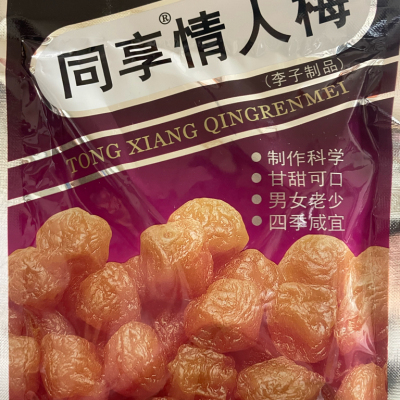 同享®情人梅
(李子制品)
TONG XIANG QINGRENMEI
●制作科学
●甘甜可口
●男女老少
●四季咸宜